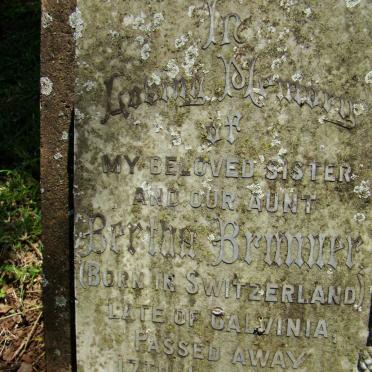 In
Loving Memory
of
MY BELOVED SISTER
AND OUR AUNT
Bertha Brunner
(BORN IN SWITZERLAND)
LATE OF CALVINIA,
PASSED AWAY